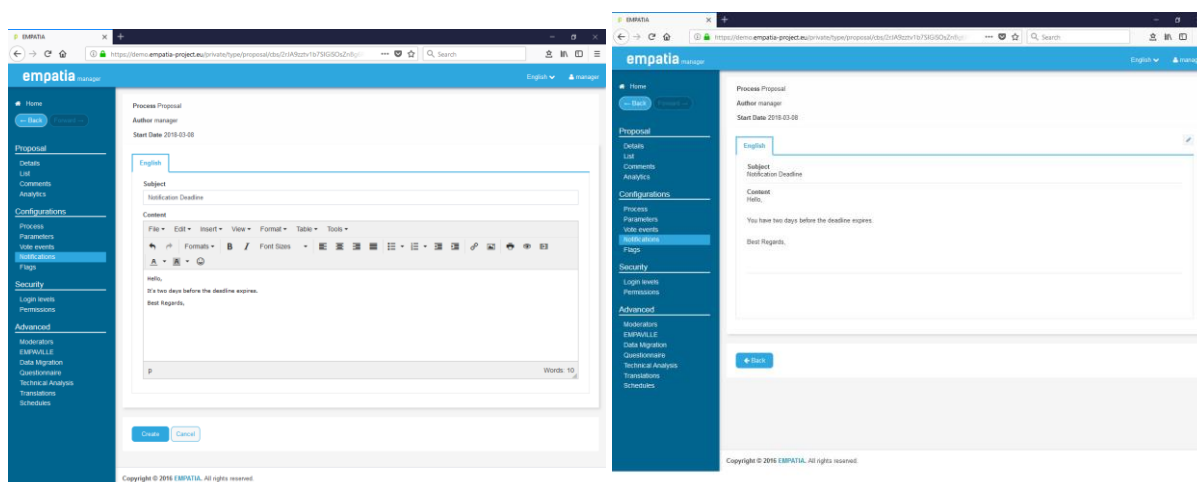 EMPATIA
https://demo.empatia-project.eu/private/type/proposal/cbs/
Search
empatia manager
English
manager
Home
Back
Forward
Proposal
Details
List
Comments
Analytics
Configurations
Process
Parameters
Vote events
Notifications
Flags
Security
Login levels
Permissions
Advanced
Moderators
EMPAVILLE
Data Migration
Questionnaire
Technical Analysis
Translations
Schedules
Process Proposal
Author manager
Start Date 2018-03-08
English
Subject
Notification Deadline
Content
File Edit Insert View Format Table Tools
Formats B I Font Sizes
A A
Hello,
It's two days before the deadline expires.
Best Regards,
p
Words: 10
Create Cancel
Copyright © 2016 EMPATIA. All rights reserved.
EMPATIA
https://demo.empatia-project.eu/private/type/proposal/cbs/
Search
empatia manager
English
Home
Back
Forward
Proposal
Details
List
Comments
Analytics
Configurations
Process
Parameters
Vote events
Notifications
Flags
Security
Login levels
Permissions
Advanced
Moderators
EMPAVILLE
Data Migration
Questionnaire
Technical Analysis
Translations
Schedules
Process Proposal
Author manager
Start Date 2018-03-08
English
Subject
Notification Deadline
Content
Hello,
You have two days before the deadline expires.
Best Regards,
Back
Copyright © 2016 EMPATIA. All rights reserved.